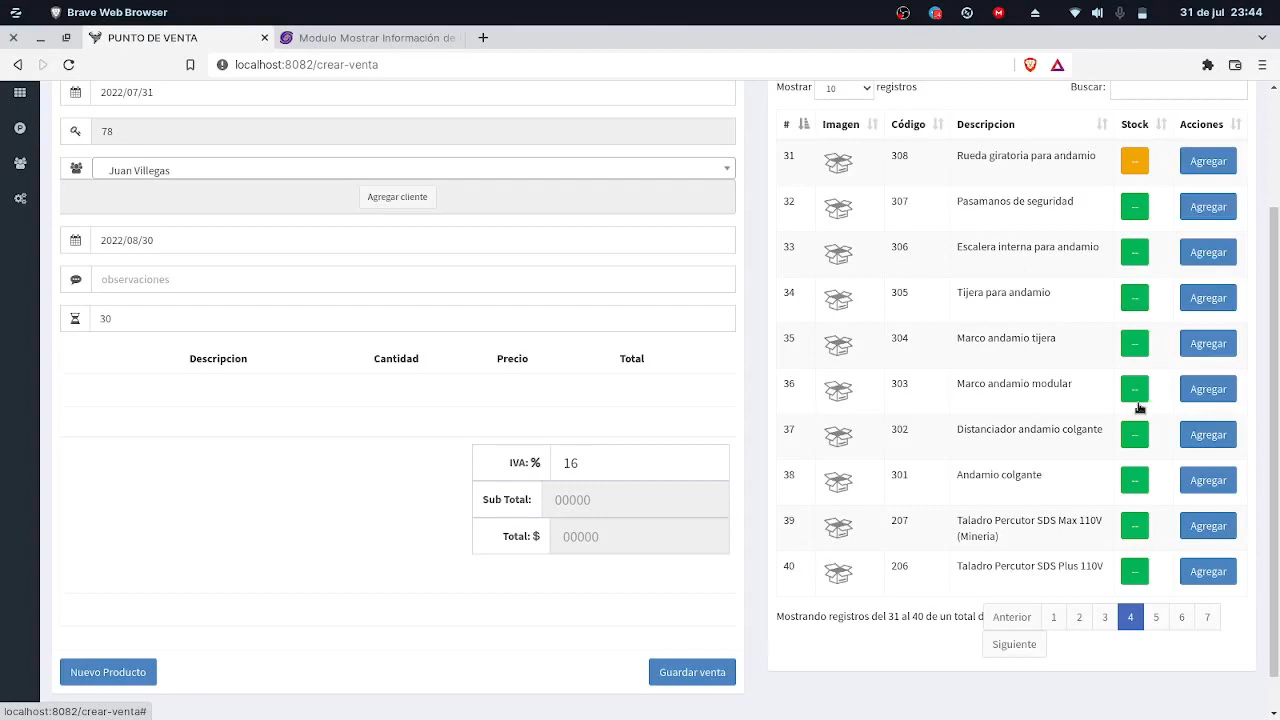 Brave Web Browser
31 de jul 23:44
PUNTO DE VENTA
Modulo Mostrar Información de
localhost:8082/crear-venta
2022/07/31
78
Juan Villegas
Agregar cliente
2022/08/30
observaciones
30
Descripcion Cantidad Precio Total
IVA: % 16
Sub Total: 00000
Total: $ 00000
Nuevo Producto
Guardar venta
Mostrar 10 registros Buscar:
# Imagen Código Descripcion Stock Acciones
31 308 Rueda giratoria para andamio -- Agregar
32 307 Pasamanos de seguridad -- Agregar
33 306 Escalera interna para andamio -- Agregar
34 305 Tijera para andamio -- Agregar
35 304 Marco andamio tijera -- Agregar
36 303 Marco andamio modular -- Agregar
37 302 Distanciador andamio colgante -- Agregar
38 301 Andamio colgante -- Agregar
39 207 Taladro Percutor SDS Max 110V -- Agregar
(Mineria)
40 206 Taladro Percutor SDS Plus 110V -- Agregar
Mostrando registros del 31 al 40 de un total d
Anterior 1 2 3 4 5 6 7
Siguiente
localhost:8082/crear-venta#